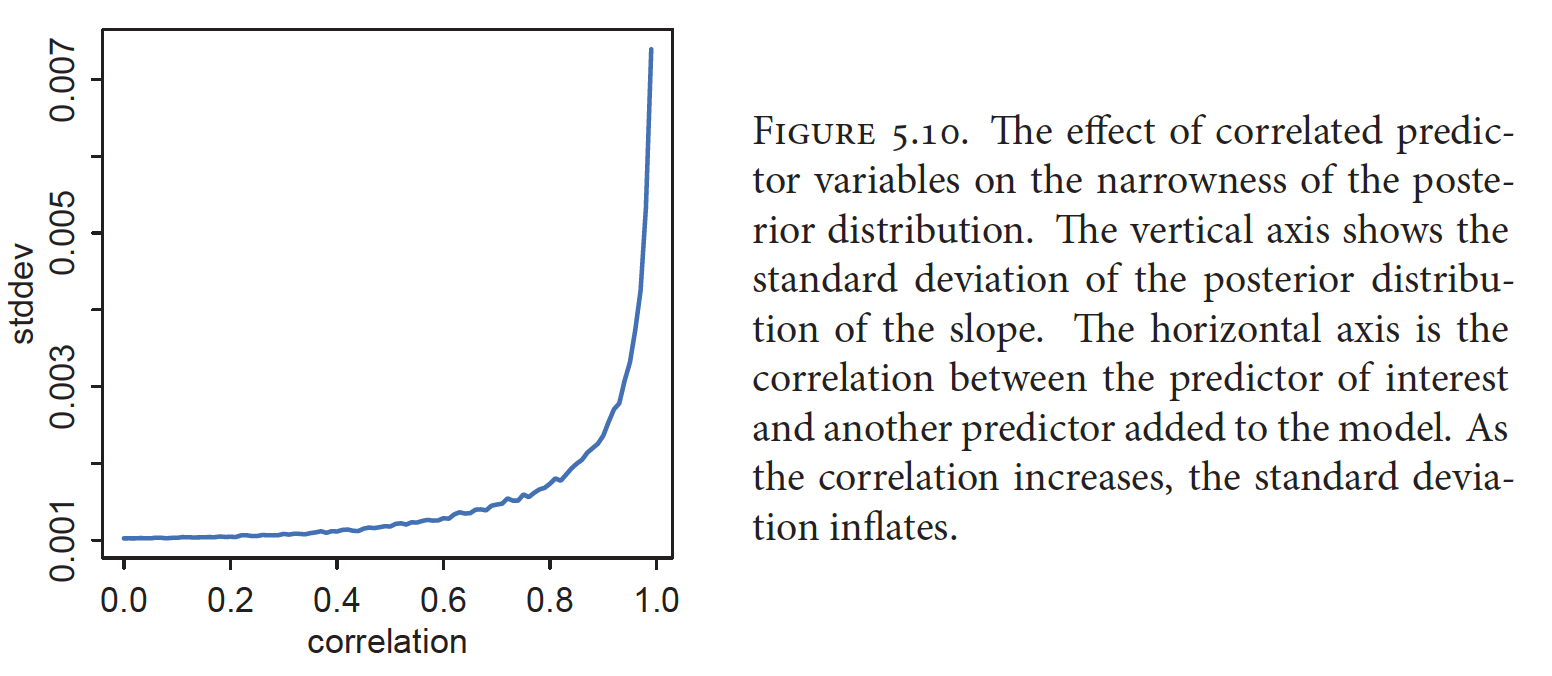 0.007
0.005
0.003
0.001
stddev
0.0 0.2 0.4 0.6 0.8 1.0
correlation
FIGURE 5.10. The effect of correlated predic-
tor variables on the narrowness of the poste-
rior distribution. The vertical axis shows the
standard deviation of the posterior distribu-
tion of the slope. The horizontal axis is the
correlation between the predictor of interest
and another predictor added to the model. As
the correlation increases, the standard devia-
tion inflates.